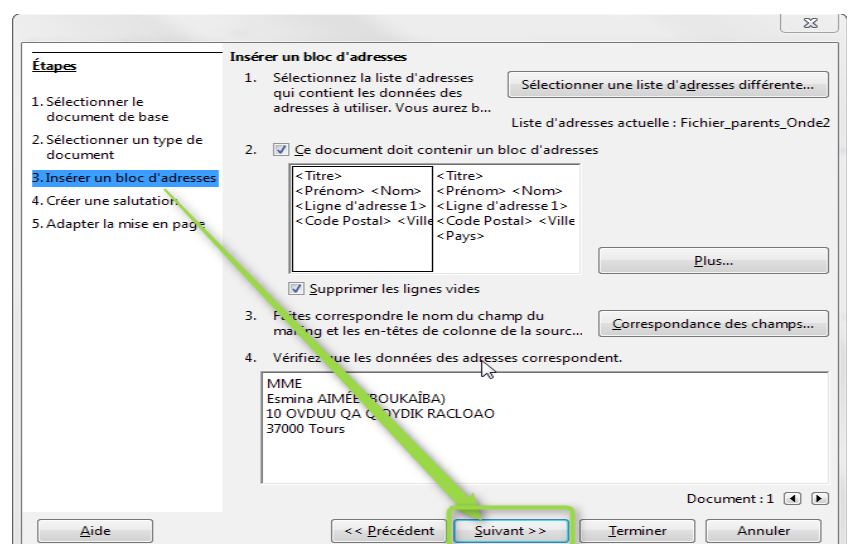 Étapes
1. Sélectionner le
document de base
2. Sélectionner un type de
document
3. Insérer un bloc d'adresses
4. Créer une salutation
5. Adapter la mise en page
Insérer un bloc d'adresses
1. Sélectionnez la liste d'adresses
qui contient les données des
adresses à utiliser. Vous aurez b...
Sélectionner une liste d'adresses différente...
Liste d'adresses actuelle : Fichier_parents_Onde2
2. Ce document doit contenir un bloc d'adresses
<Titre>
<Prénom> <Nom>
<Ligne d'adresse 1>
<Code Postal> <Ville
<Titre>
<Prénom> <Nom>
<Ligne d'adresse 1>
<Code Postal> <Ville
<Pays>
Plus...
Supprimer les lignes vides
3. Faites correspondre le nom du champ du
mailing et les en-têtes de colonne de la sourc...
Correspondance des champs...
4. Vérifiez que les données des adresses correspondent.
MME
Esmina AIMÉE (BOUKAÎBA)
10 OVDUU QA RACLOAO
37000 Tours
Document : 1
Aide
<< Précédent
Suivant >>
Terminer
Annuler